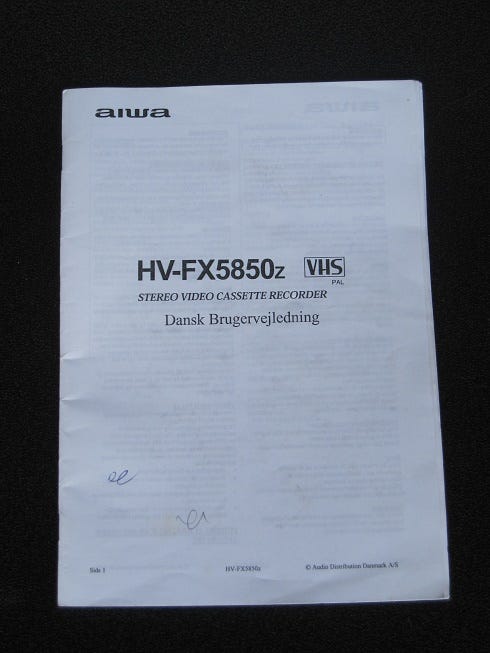 aiwa
HV-FX5850z VHS
PAL
STEREO VIDEO CASSETTE RECORDER
Dansk Brugervejledning
Side 1 HV-FX5850z © Audio Distribution Danmark A/S